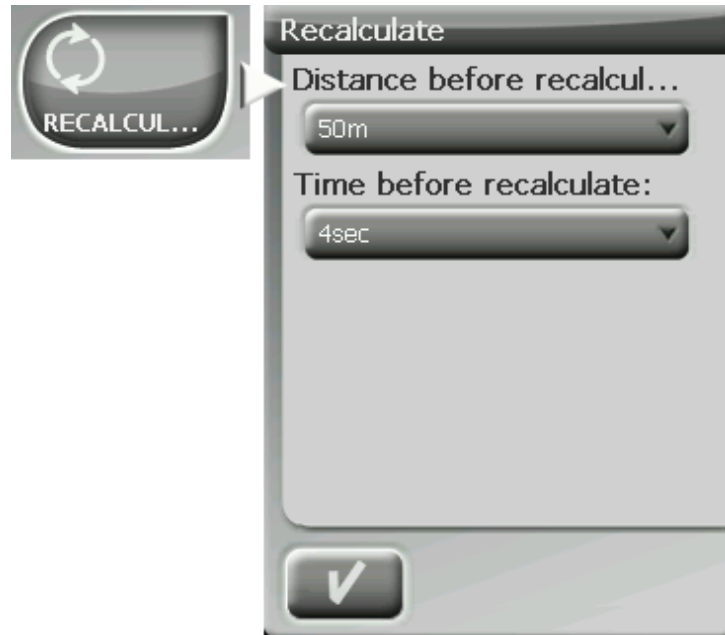 RECALCUL...
Recalculate
Distance before recalcul...
50m
Time before recalculate:
4sec